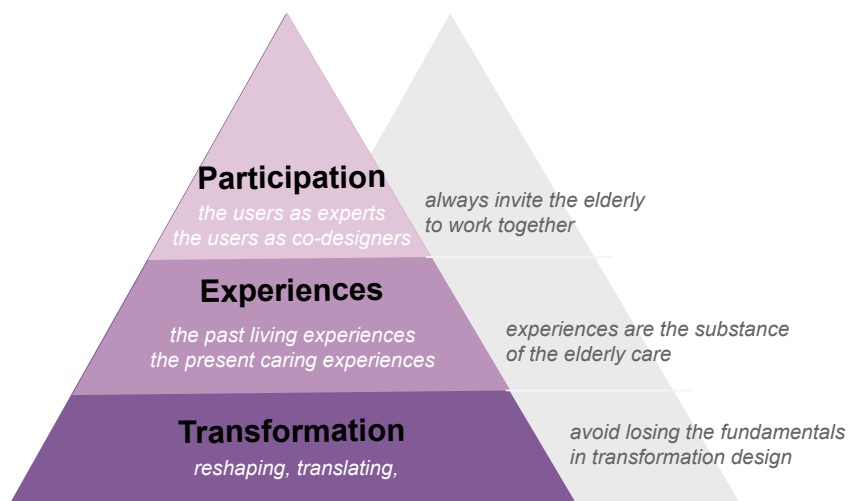 Participation
the users as experts
the users as co-designers
always invite the elderly
to work together
Experiences
the past living experiences
the present caring experiences
experiences are the substance
of the elderly care
Transformation
reshaping, translating,
avoid losing the fundamentals
in transformation design